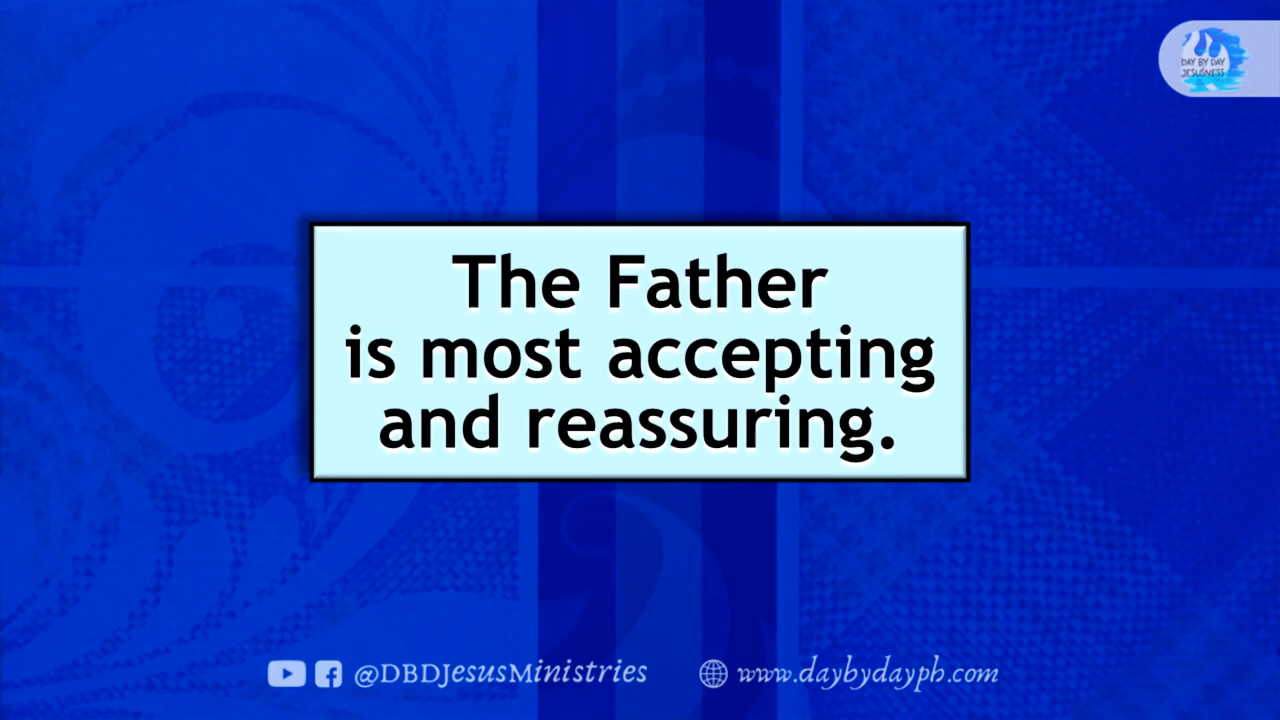 DAY BY DAY
JESUSNESS
The Father
is most accepting
and reassuring.
@DBDJesusMinistries
www.daybydayph.com